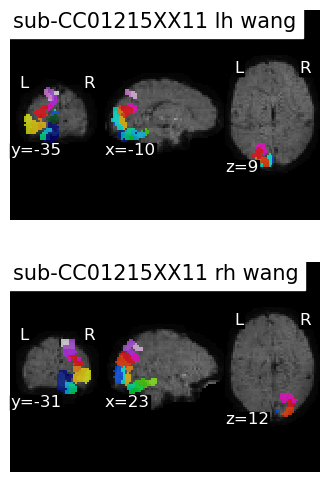 sub-CC01215XX11 lh wang
L R L R
y=-35 x=-10 z=9
sub-CC01215XX11 rh wang
L R L R
y=-31 x=23 z=12